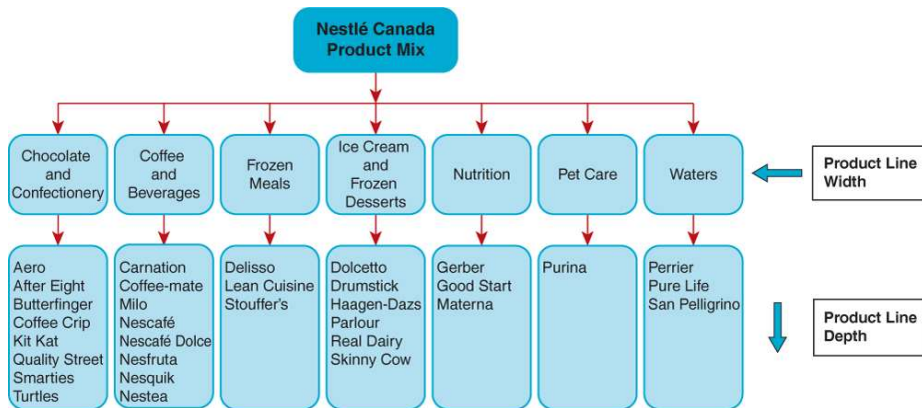 Nestlé Canada
Product Mix
Chocolate
and
Confectionery
Coffee
and
Beverages
Frozen
Meals
Ice Cream
and
Frozen
Desserts
Nutrition
Pet Care
Waters
Product Line
Width
Aero
After Eight
Butterfinger
Coffee Crip
Kit Kat
Quality Street
Smarties
Turtles
Carnation
Coffee-mate
Milo
Nescafé
Nescafé Dolce
Nesfruta
Nesquik
Nestea
Delisso
Lean Cuisine
Stouffer's
Dolcetto
Drumstick
Haagen-Dazs
Parlour
Real Dairy
Skinny Cow
Gerber
Good Start
Materna
Purina
Perrier
Pure Life
San Pelligrino
Product Line
Depth